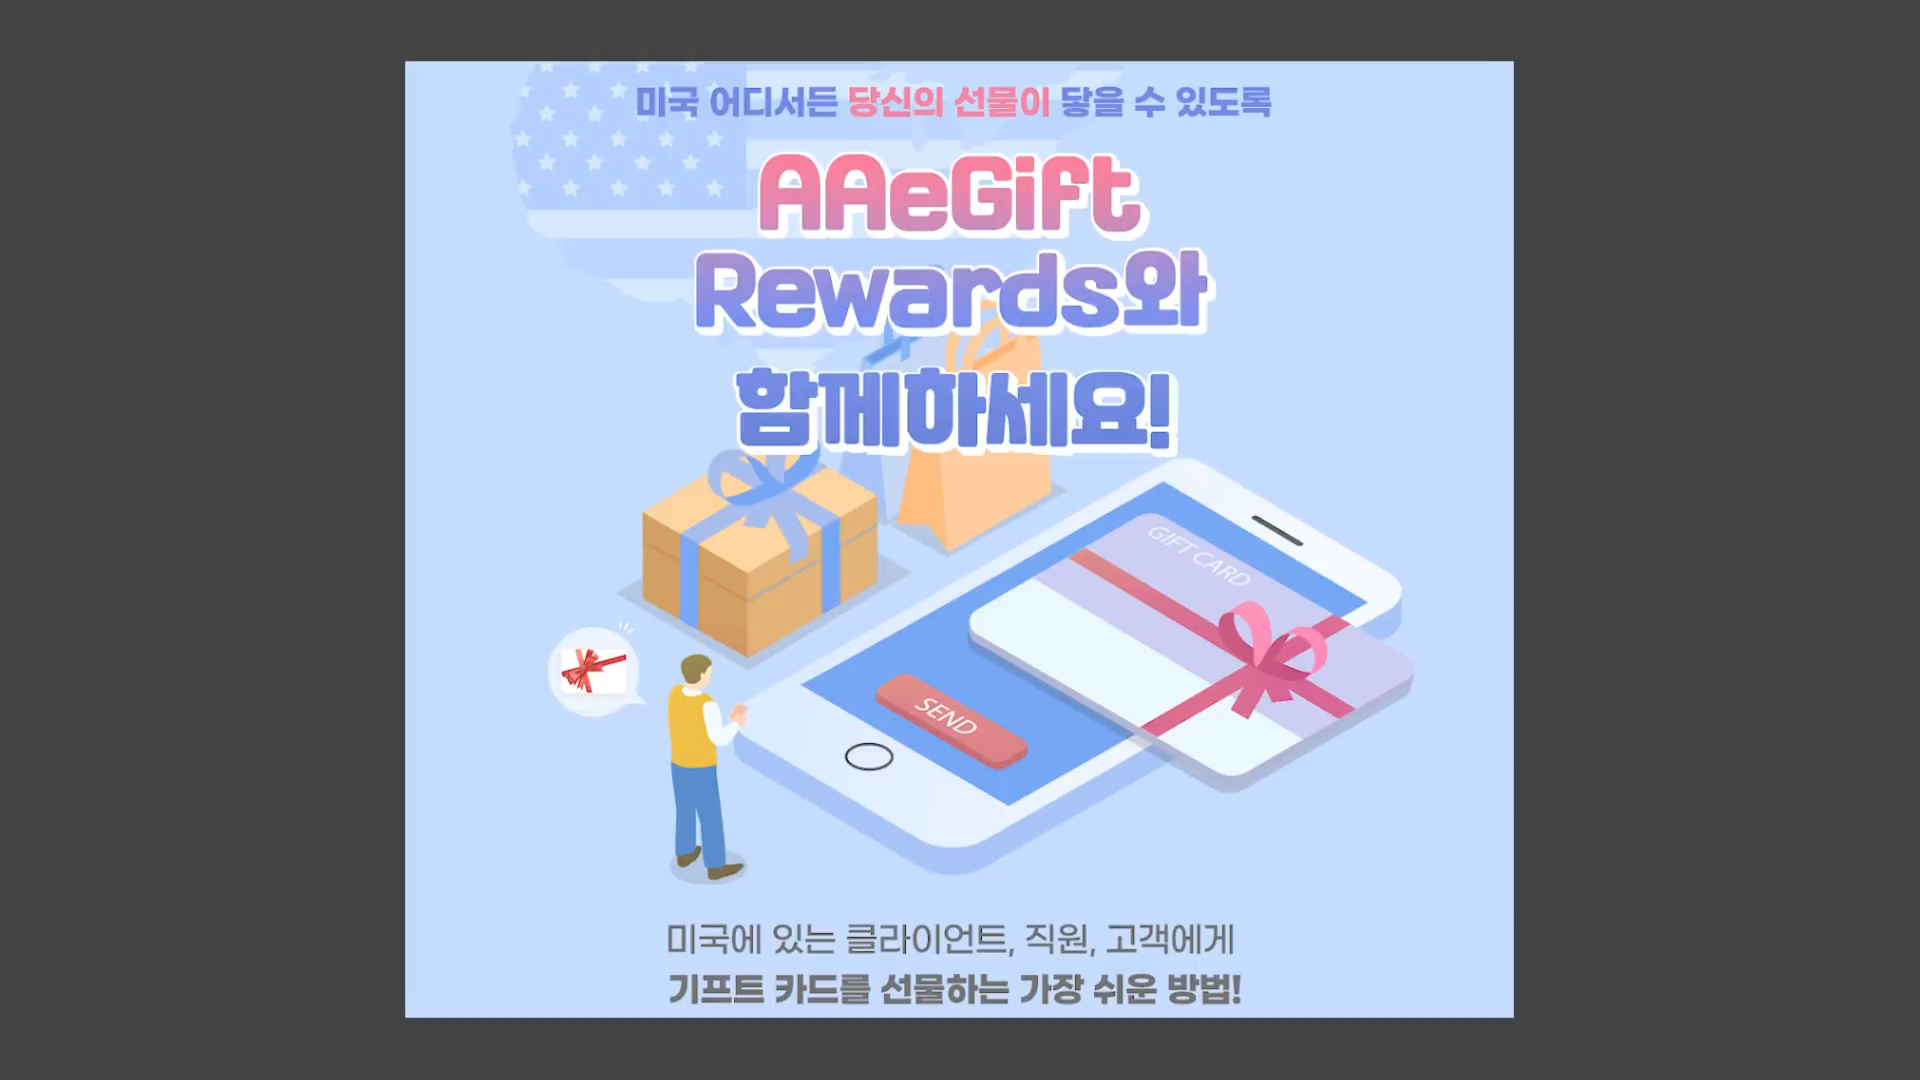 미국 어디서든 당신의 선물이 닿을 수 있도록
AAeGift
Rewards와
함께하세요!
GIFT CARD
SEND
미국에 있는 클라이언트, 직원, 고객에게
기프트 카드를 선물하는 가장 쉬운 방법!